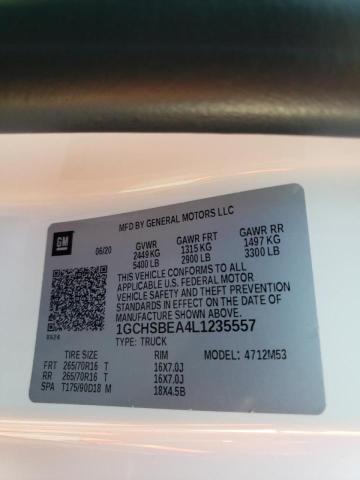 MFD BY GENERAL MOTORS LLC
GM
06/20 GVWR GAWR FRT GAWR RR
2449 KG 1315 KG 1497 KG
5400 LB 2900 LB 3300 LB
THIS VEHICLE CONFORMS TO ALL APPLICABLE
U.S. FEDERAL MOTOR
VEHICLE SAFETY AND THEFT PREVENTION
STANDARDS IN EFFECT ON THE DATE OF
MANUFACTURE SHOWN ABOVE.
1GCHSBEA4L1235557
TYPE: TRUCK MODEL: 4712M53
TIRE SIZE RIM
FRT 265/70R16 T 16X7.0J
RR 265/70R16 T 16X7.0J
SPA T175/90D18 M 18X4.5B